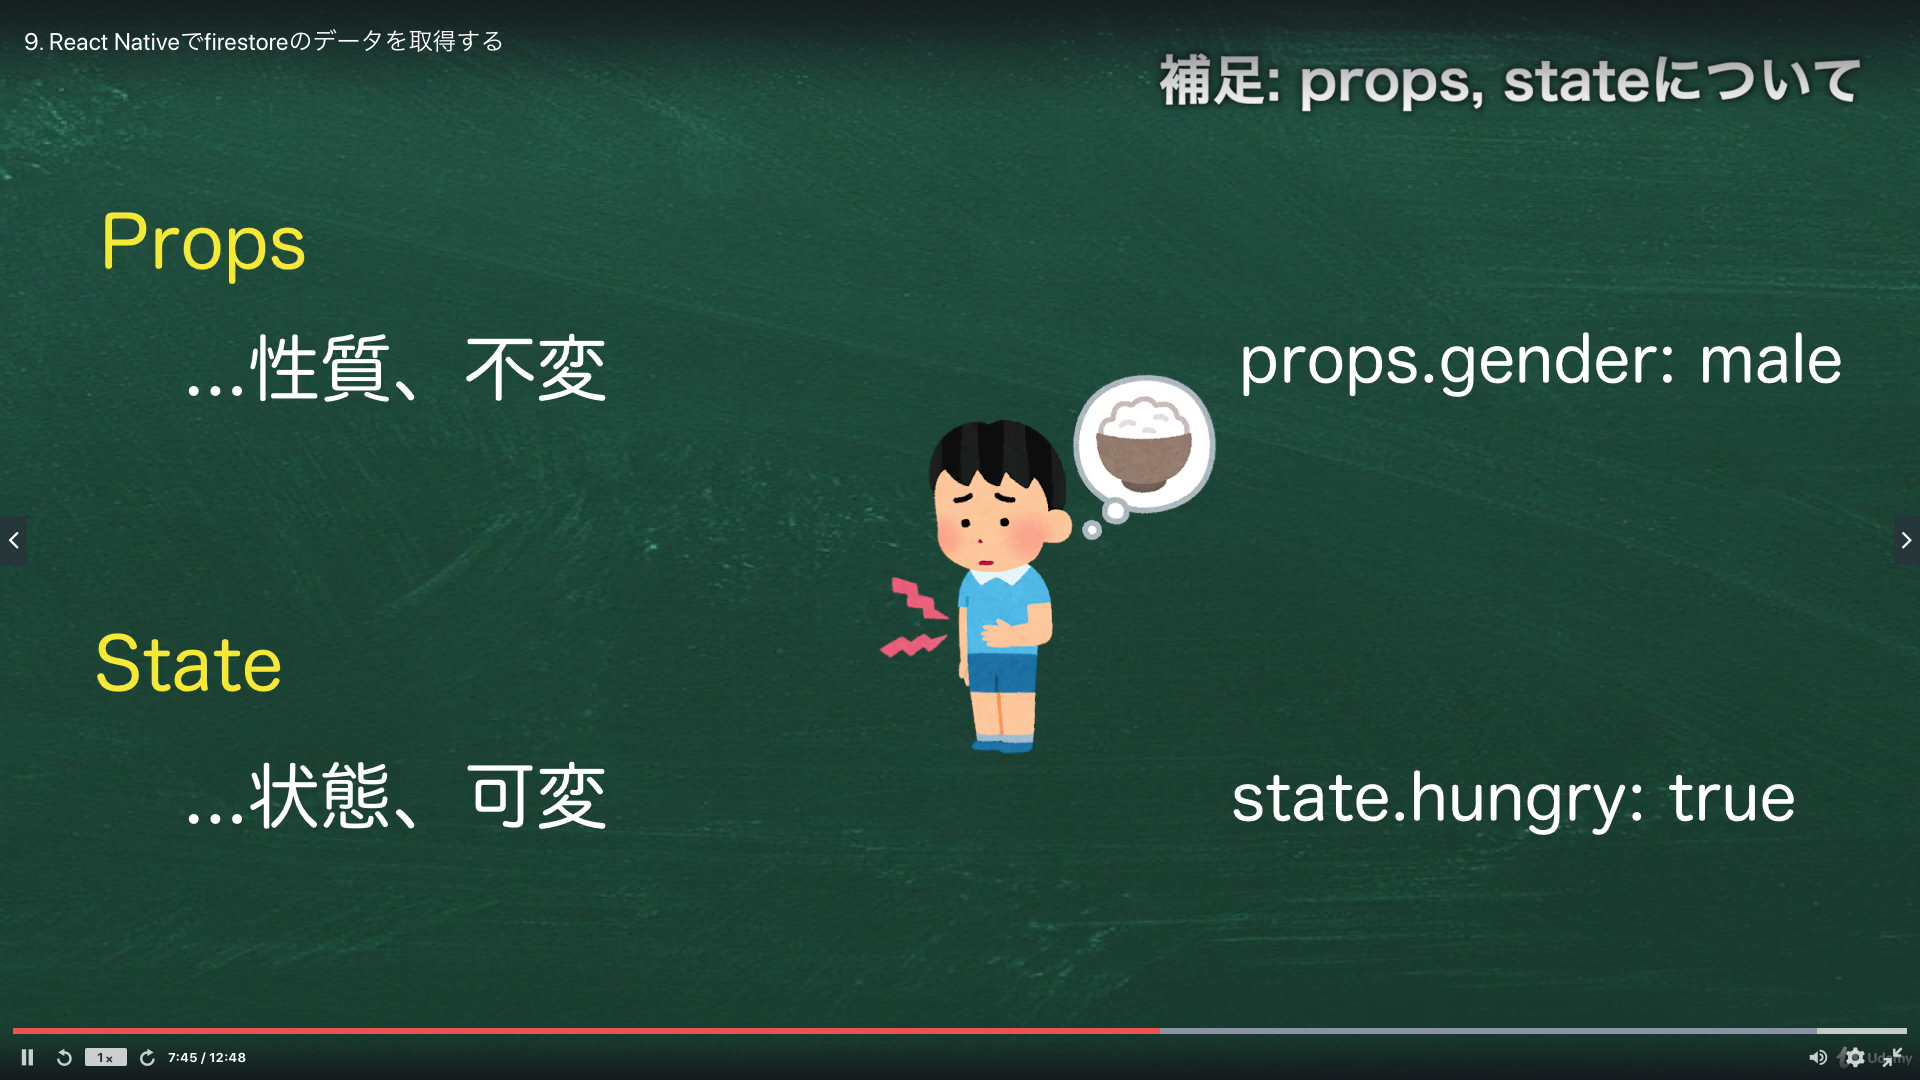 9. React Nativeでfirestoreのデータを取得する
補足: props, stateについて
Props
...性質、不変
props.gender: male
State
...状態、可変
state.hungry: true
1×
7:45 / 12:48
Udemy